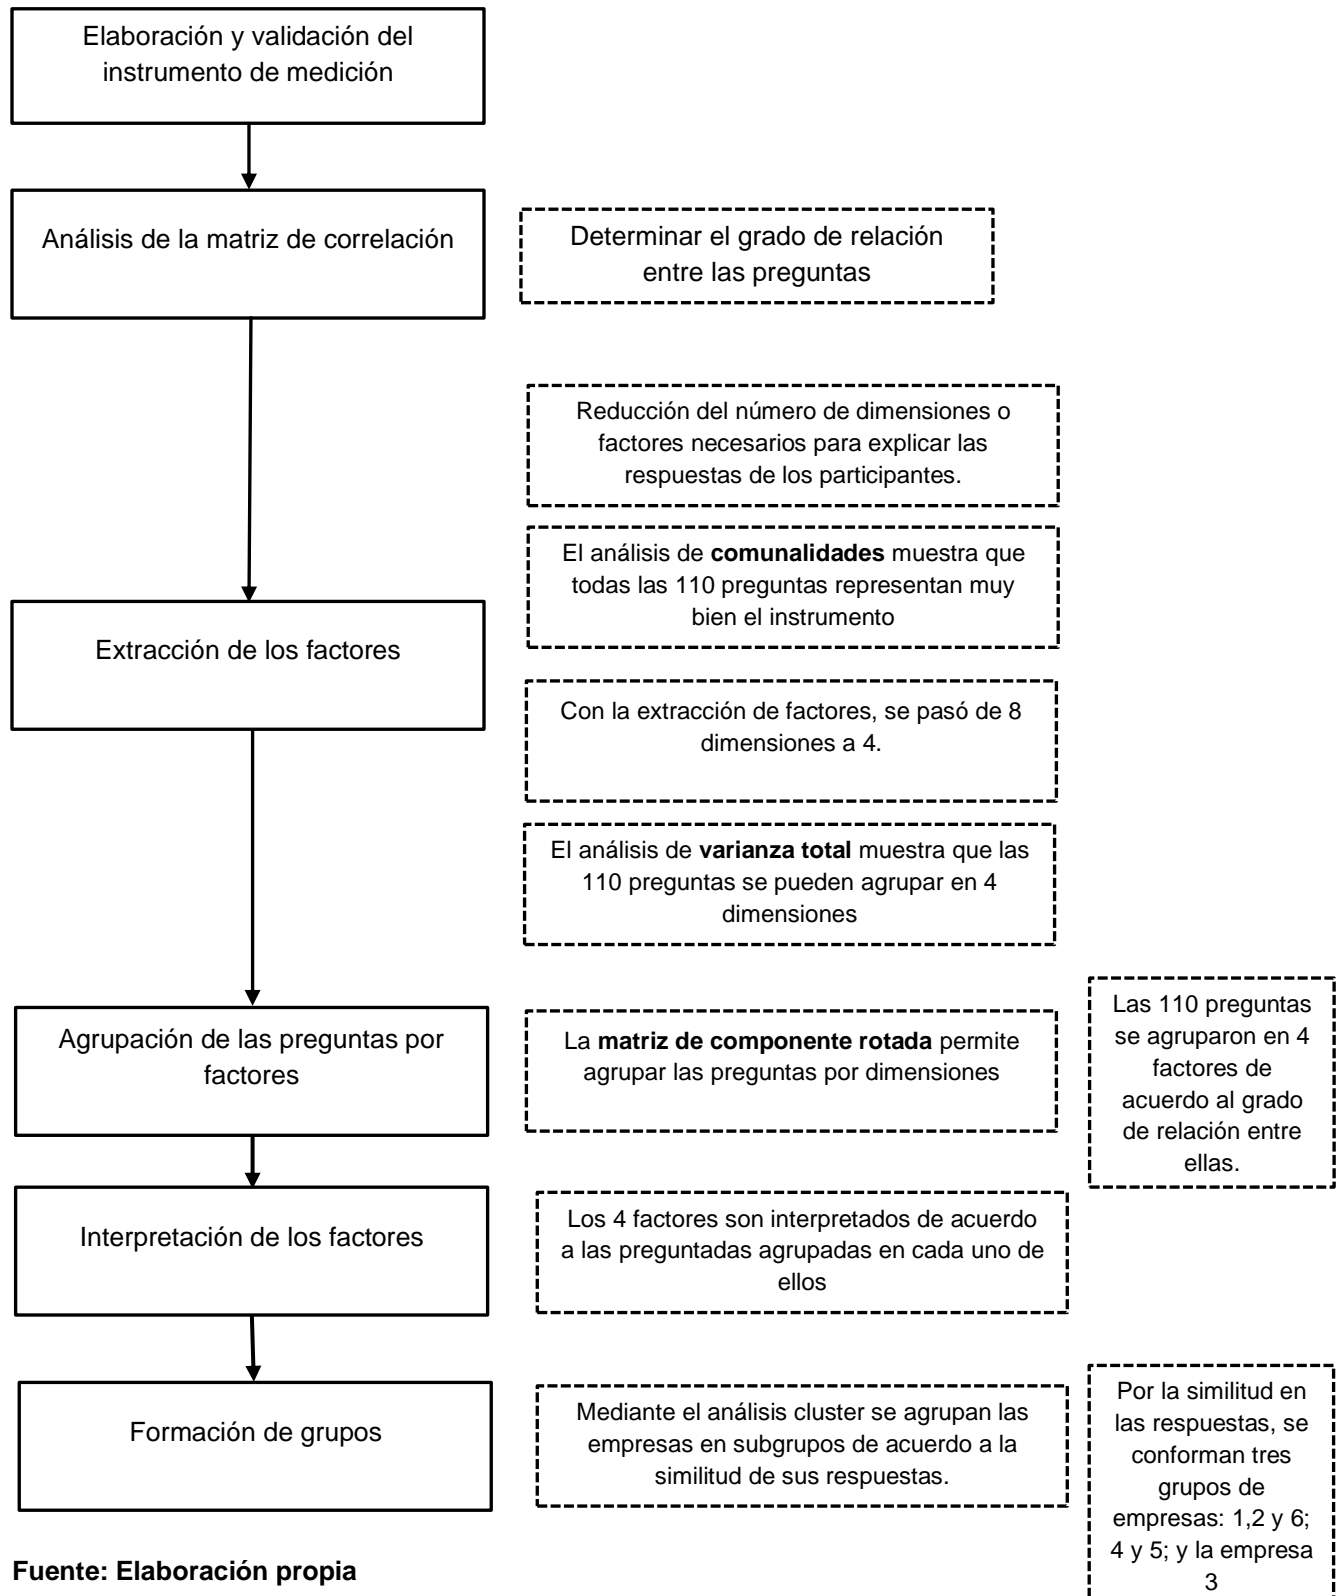 Elaboración y validación del
instrumento de medición
Análisis de la matriz de correlación
Determinar el grado de relación
entre las preguntas
Reducción del número de dimensiones o
factores necesarios para explicar las
respuestas de los participantes.
El análisis de comunalidades muestra que
todas las 110 preguntas representan muy
bien el instrumento
Extracción de los factores
Con la extracción de factores, se pasó de 8
dimensiones a 4.
El análisis de varianza total muestra que las
110 preguntas se pueden agrupar en 4
dimensiones
Agrupación de las preguntas por
factores
La matriz de componente rotada permite
agrupar las preguntas por dimensiones
Las 110 preguntas
se agruparon en 4
factores de
acuerdo al grado
de relación entre
ellas.
Interpretación de los factores
Los 4 factores son interpretados de acuerdo
a las preguntadas agrupadas en cada uno de
ellos
Formación de grupos
Mediante el análisis cluster se agrupan las
empresas en subgrupos de acuerdo a la
similitud de sus respuestas.
Por la similitud en
las respuestas, se
conforman tres
grupos de
empresas: 1,2 y 6;
4 y 5; y la empresa
3
Fuente: Elaboración propia